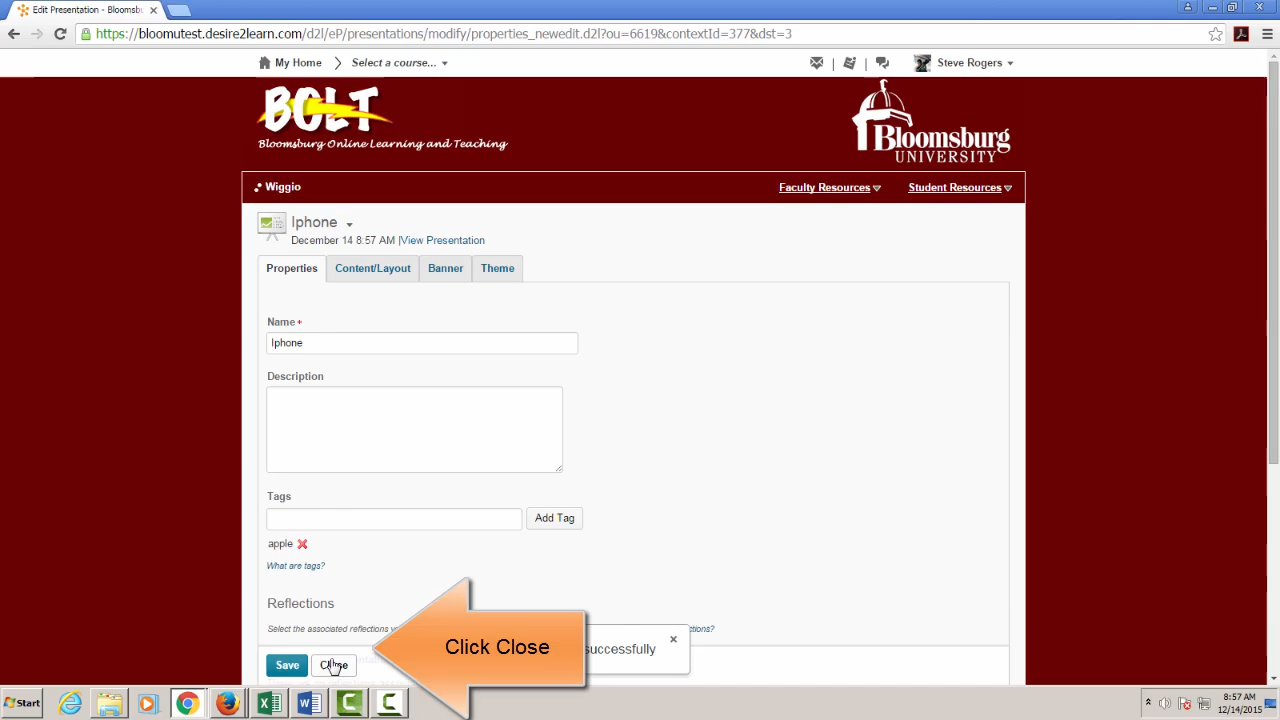 Edit Presentation - Bloomsb
https://bloomutest.desire2learn.com/d2l/eP/presentations/modify/properties_newedit.d2l?ou=6619&contextId=377&dst=3
My Home
Select a course...
Steve Rogers
BOLT
Bloomsburg Online Learning and Teaching
Bloomsburg
UNIVERSITY
Wiggio
Faculty Resources
Student Resources
Iphone
December 14 8:57 AM |View Presentation
Properties
Content/Layout
Banner
Theme
Name *
Iphone
Description
Tags
Add Tag
apple
What are tags?
Reflections
Select the associated reflections
Click Close
successfully
Save
Close
Start
8:57 AM
12/14/2015